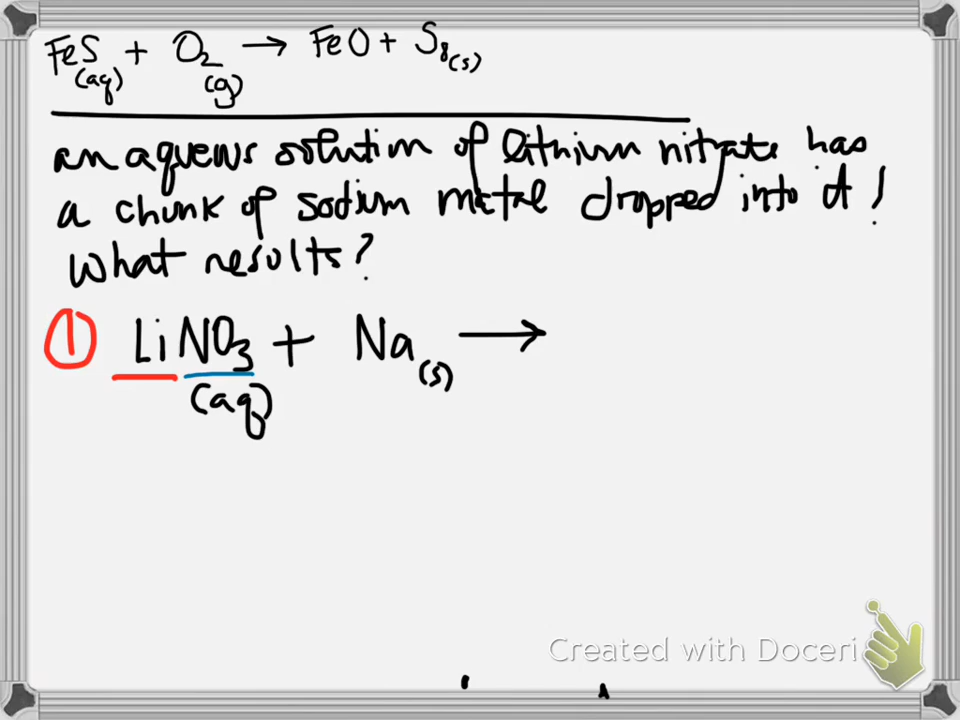 FeS(aq) + O₂(g) → FeO + S₈(s)
an aqueus solution of lithium nitrate has
a chunk of sodium metal dropped into it!
what results?
① LiNO₃(aq) + Na(s) →
Created with Doceri